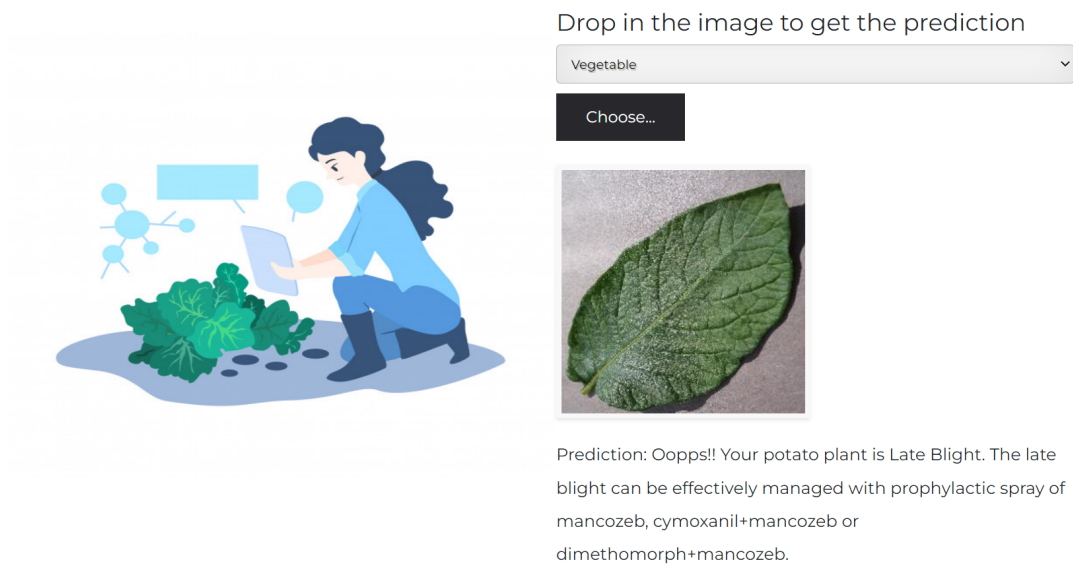 Drop in the image to get the prediction
Vegetable
Choose...
Prediction: Oopps!! Your potato plant is Late Blight. The late
blight can be effectively managed with prophylactic spray of
mancozeb, cymoxanil+mancozeb or
dimethomorph+mancozeb.